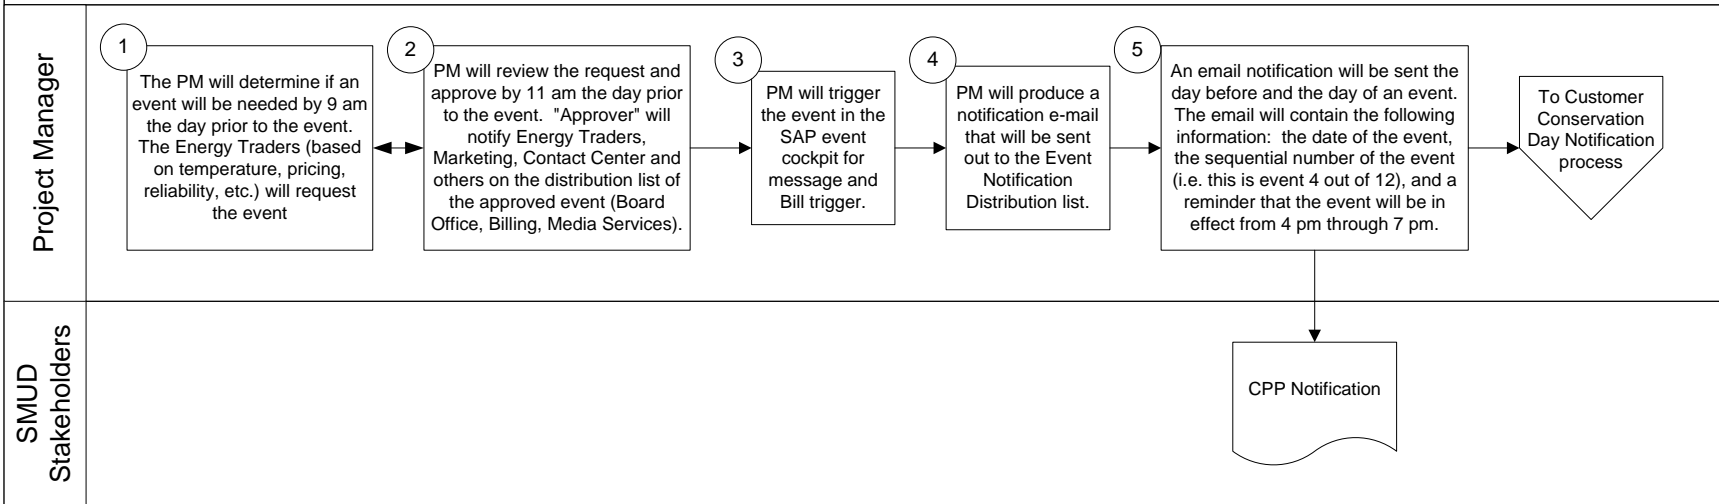 Project Manager
1
The PM will determine if an
event will be needed by 9 am
the day prior to the event.
The Energy Traders (based
on temperature, pricing,
reliability, etc.) will request
the event
2
PM will review the request and
approve by 11 am the day prior
to the event.  "Approver" will
notify Energy Traders,
Marketing, Contact Center and
others on the distribution list of
the approved event (Board
Office, Billing, Media Services).
3
PM will trigger
the event in the
SAP event
cockpit for
message and
Bill trigger.
4
PM will produce a
notification e-mail
that will be sent
out to the Event
Notification
Distribution list.
5
An email notification will be sent the
day before and the day of an event.
The email will contain the following
information:  the date of the event,
the sequential number of the event
(i.e. this is event 4 out of 12), and a
reminder that the event will be in
effect from 4 pm through 7 pm.
To Customer
Conservation
Day Notification
process
SMUD
Stakeholders
CPP Notification